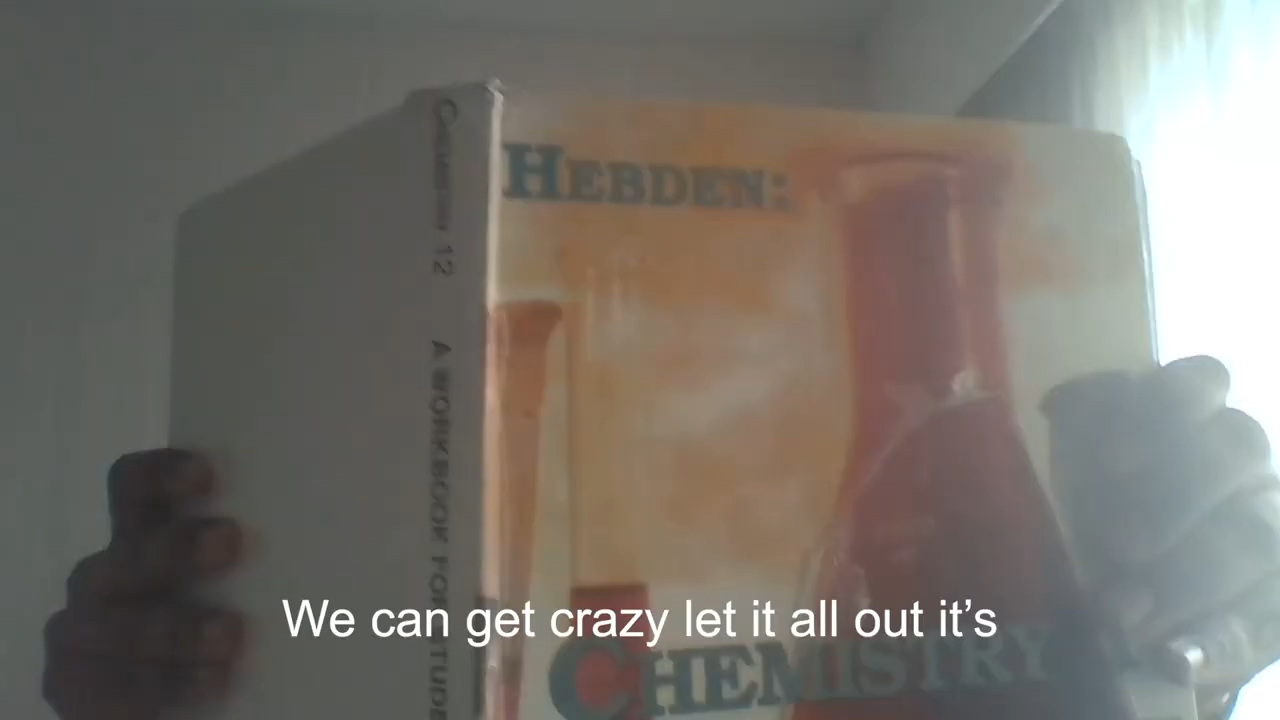 CHEMISTRY 12 A WORKBOOK FOR STUDE
HEBDEN:
We can get crazy let it all out it’s
CHEMISTRY